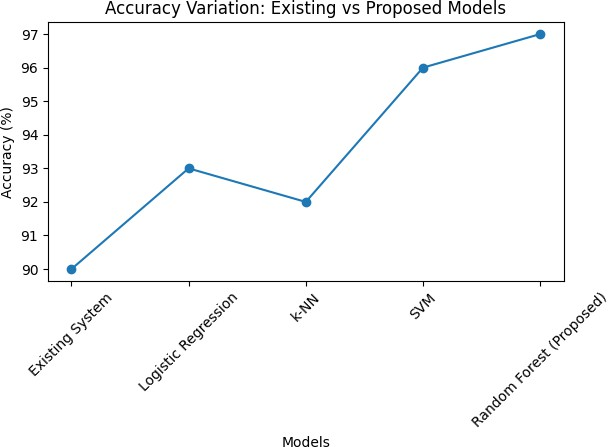 Accuracy Variation: Existing vs Proposed Models
Accuracy (%)
97
96
95
94
93
92
91
90
Existing System
Logistic Regression
k-NN
SVM
Random Forest (Proposed)
Models